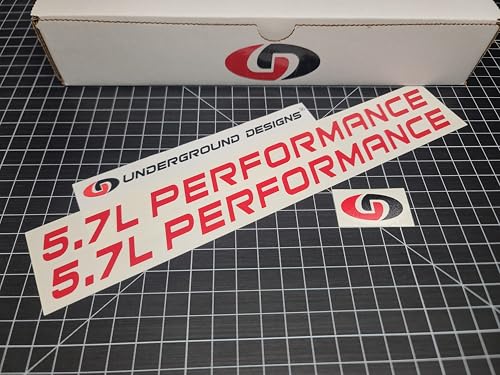 UNDERGROUND DESIGNS®
5.7L PERFORMANCE
5.7L PERFORMANCE